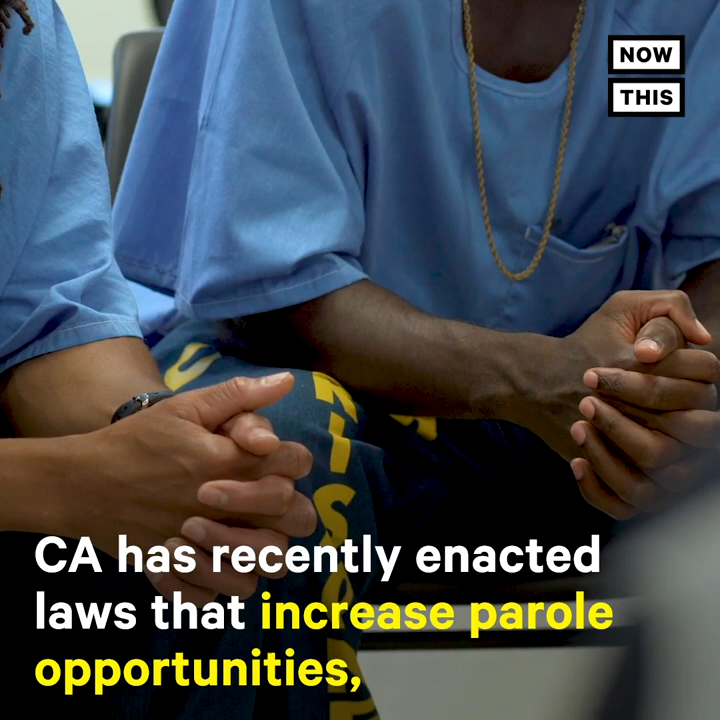 NOW
THIS
CA has recently enacted
laws that increase parole
opportunities,